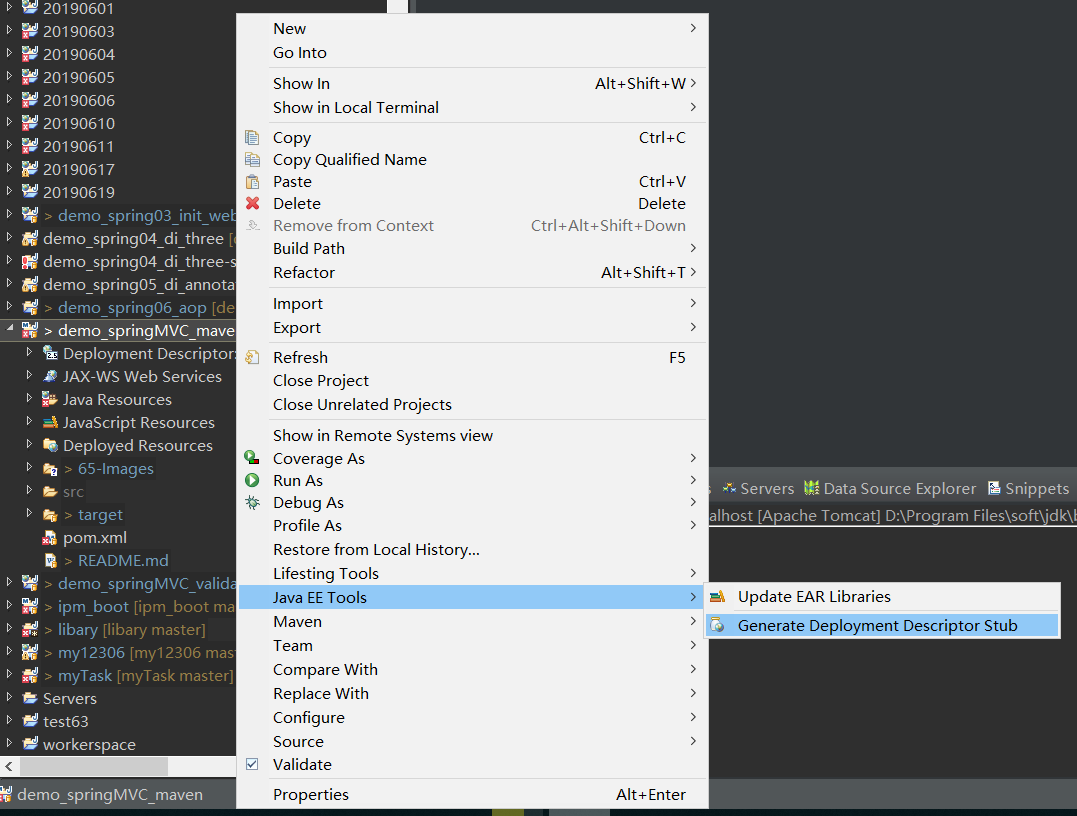 20190601
20190603
20190604
20190605
20190606
20190610
20190611
20190617
20190619
> demo_spring03_init_web
demo_spring04_di_three [
demo_spring04_di_three-s
demo_spring05_di_annota
> demo_spring06_aop [de
> demo_springMVC_mave
Deployment Descriptor:
JAX-WS Web Services
Java Resources
JavaScript Resources
Deployed Resources
> 65-Images
src
> target
pom.xml
> README.md
> demo_springMVC_valida
> ipm_boot [ipm_boot ma
> libary [libary master]
> my12306 [my12306 mast
> myTask [myTask master]
Servers
test63
workerspace
demo_springMVC_maven
New
Go Into
Show In Alt+Shift+W
Show in Local Terminal
Copy Ctrl+C
Copy Qualified Name
Paste Ctrl+V
Delete Delete
Remove from Context Ctrl+Alt+Shift+Down
Build Path
Refactor Alt+Shift+T
Import
Export
Refresh F5
Close Project
Close Unrelated Projects
Show in Remote Systems view
Coverage As
Run As
Debug As
Profile As
Restore from Local History...
Lifesting Tools
Java EE Tools
Maven
Team
Compare With
Replace With
Configure
Source
Validate
Properties Alt+Enter
Update EAR Libraries
Generate Deployment Descriptor Stub
Servers Data Source Explorer Snippets
alhost [Apache Tomcat] D:\Program Files\soft\jdk\